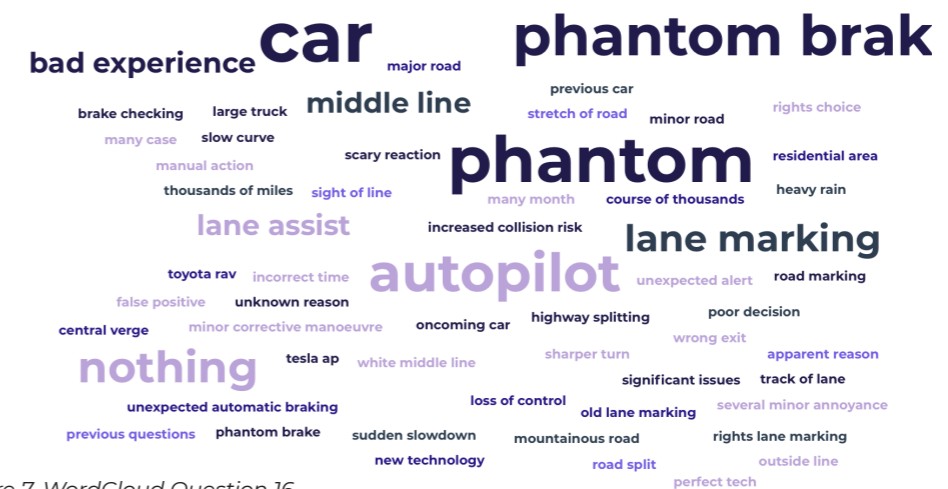 car
phantom brak
bad experience
major road
previous car
middle line
rights choice
brake checking
large truck
stretch of road
minor road
many case
slow curve
scary reaction
phantom
residential area
manual action
thousands of miles
sight of line
many month
course of thousands
heavy rain
lane assist
increased collision risk
lane marking
toyota rav
incorrect time
autopilot
unexpected alert
road marking
false positive
unknown reason
poor decision
central verge
minor corrective manoeuvre
oncoming car
highway splitting
wrong exit
nothing
tesla ap
white middle line
sharper turn
apparent reason
significant issues
track of lane
unexpected automatic braking
loss of control
old lane marking
several minor annoyance
previous questions
phantom brake
sudden slowdown
mountainous road
rights lane marking
new technology
road split
outside line
perfect tech
7. WordCloud Question 16